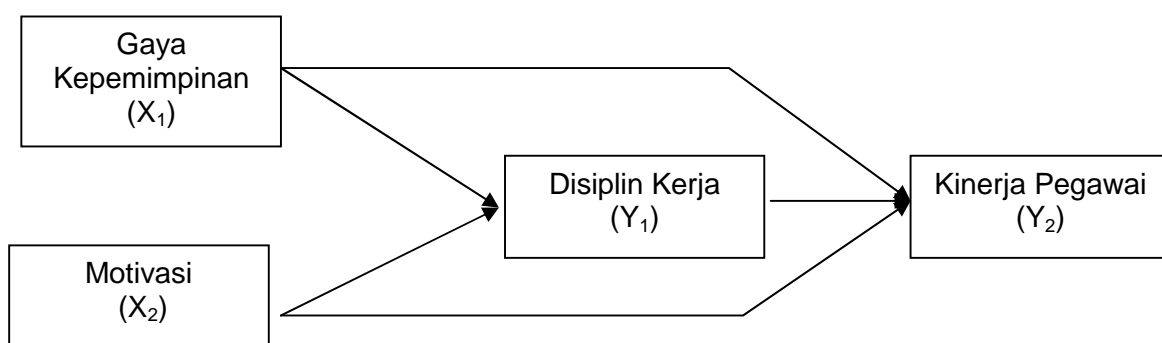 Gaya
Kepemimpinan
(X₁)
Disiplin Kerja
(Y₁)
Kinerja Pegawai
(Y₂)
Motivasi
(X₂)